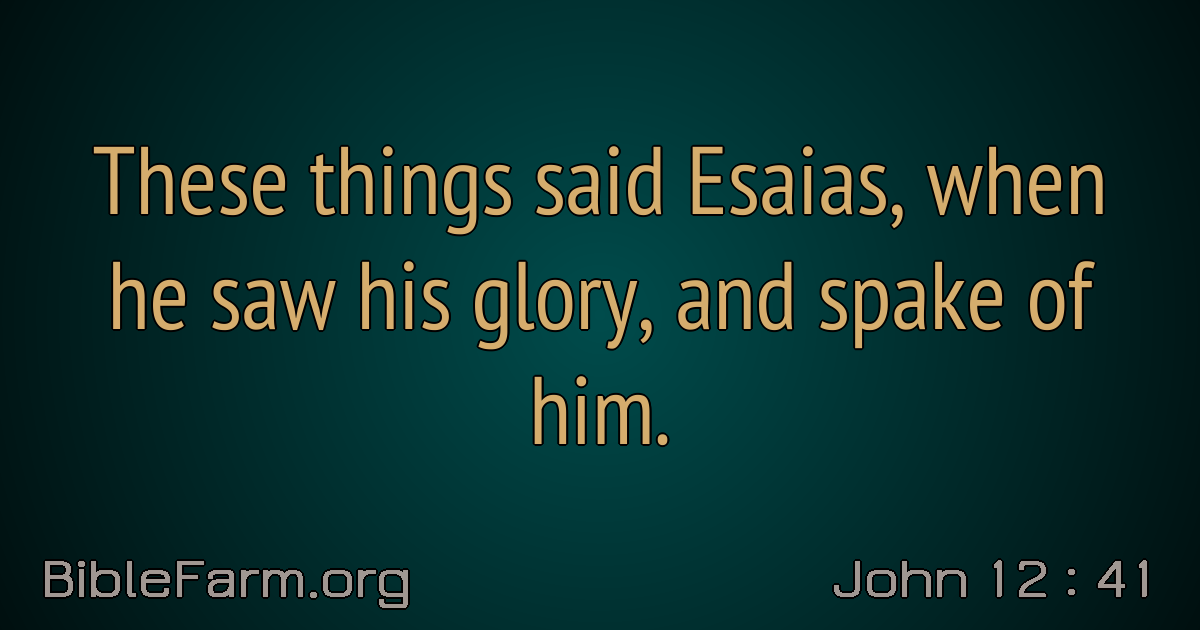 These things said Esaias, when
he saw his glory, and spake of
him.
BibleFarm.org
John 12 : 41